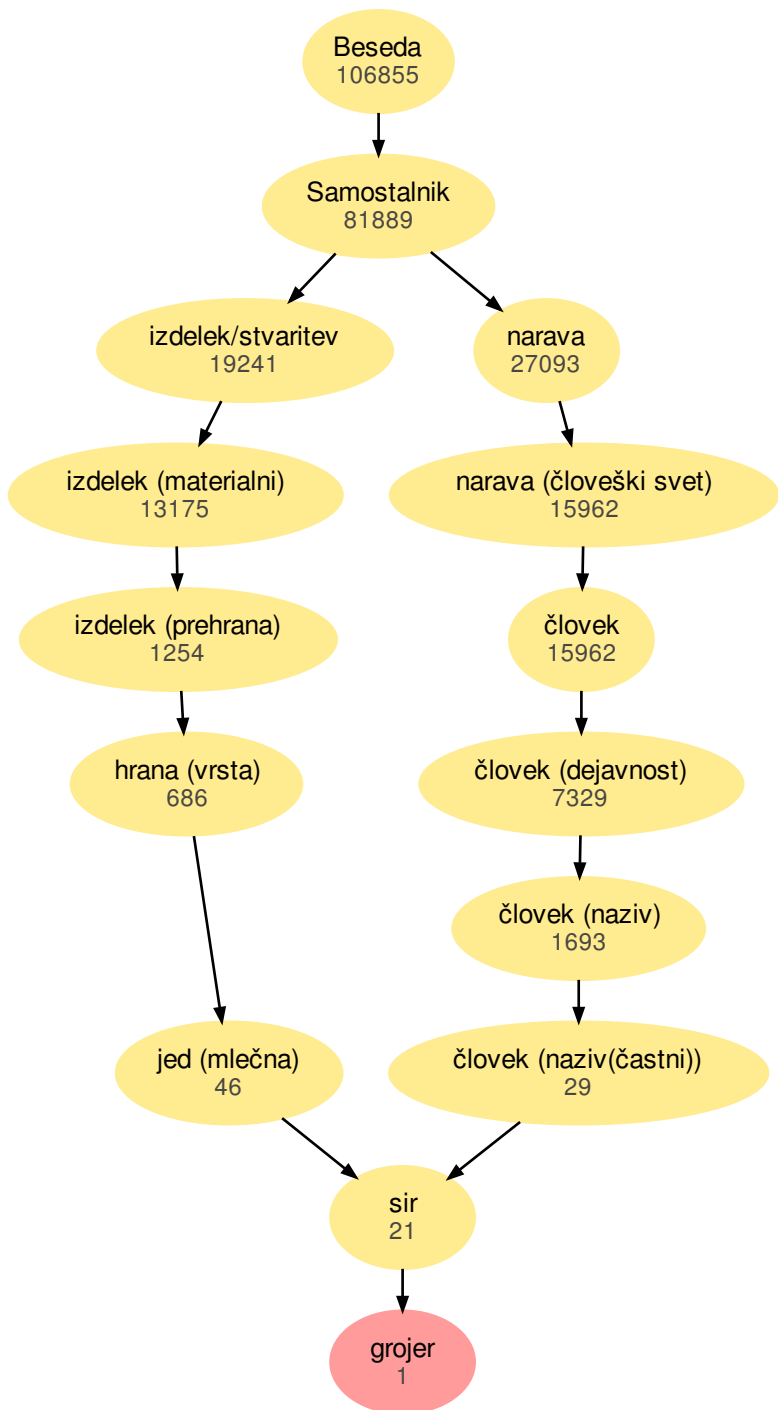 Beseda
106855
Samostalnik
81889
izdelek/stvaritev
19241
narava
27093
izdelek (materialni)
13175
narava (človeški svet)
15962
izdelek (prehrana)
1254
človek
15962
hrana (vrsta)
686
človek (dejavnost)
7329
človek (naziv)
1693
jed (mlečna)
46
človek (naziv(častni))
29
sir
21
grojer
1